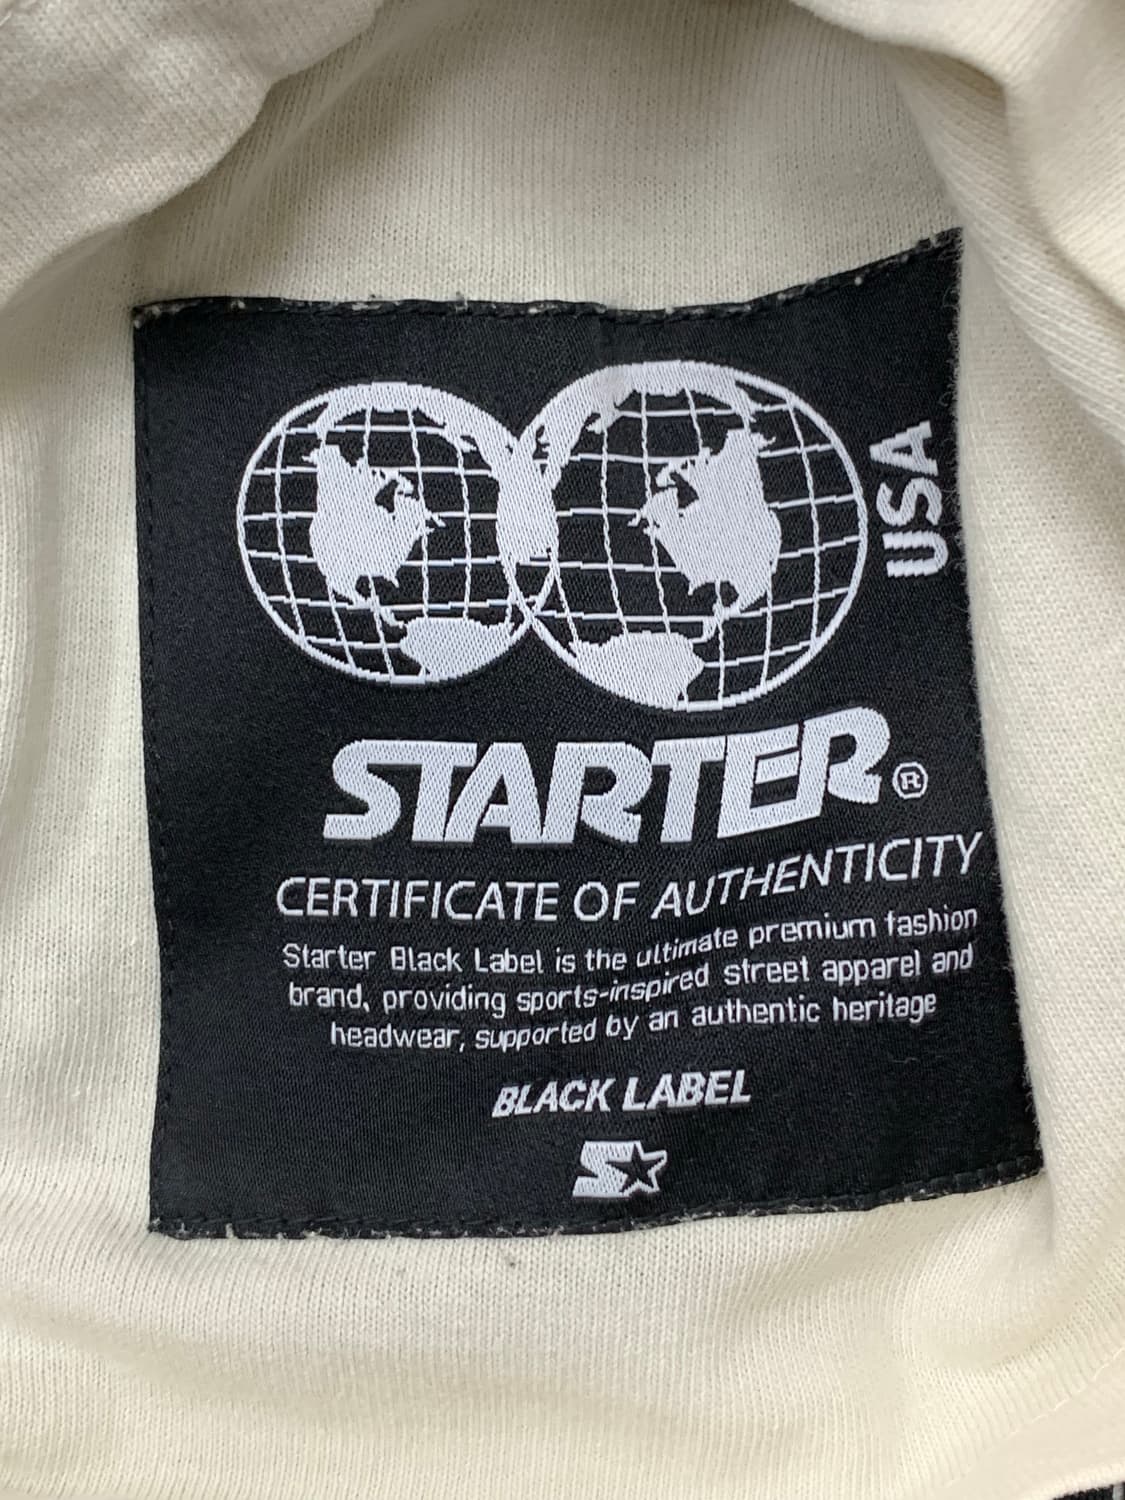 USA
STARTER®
CERTIFICATE OF AUTHENTICITY
Starter Black Label is the ultimate premium fashion
brand, providing sports-inspired street apparel and
headwear, supported by an authentic heritage
BLACK LABEL
S